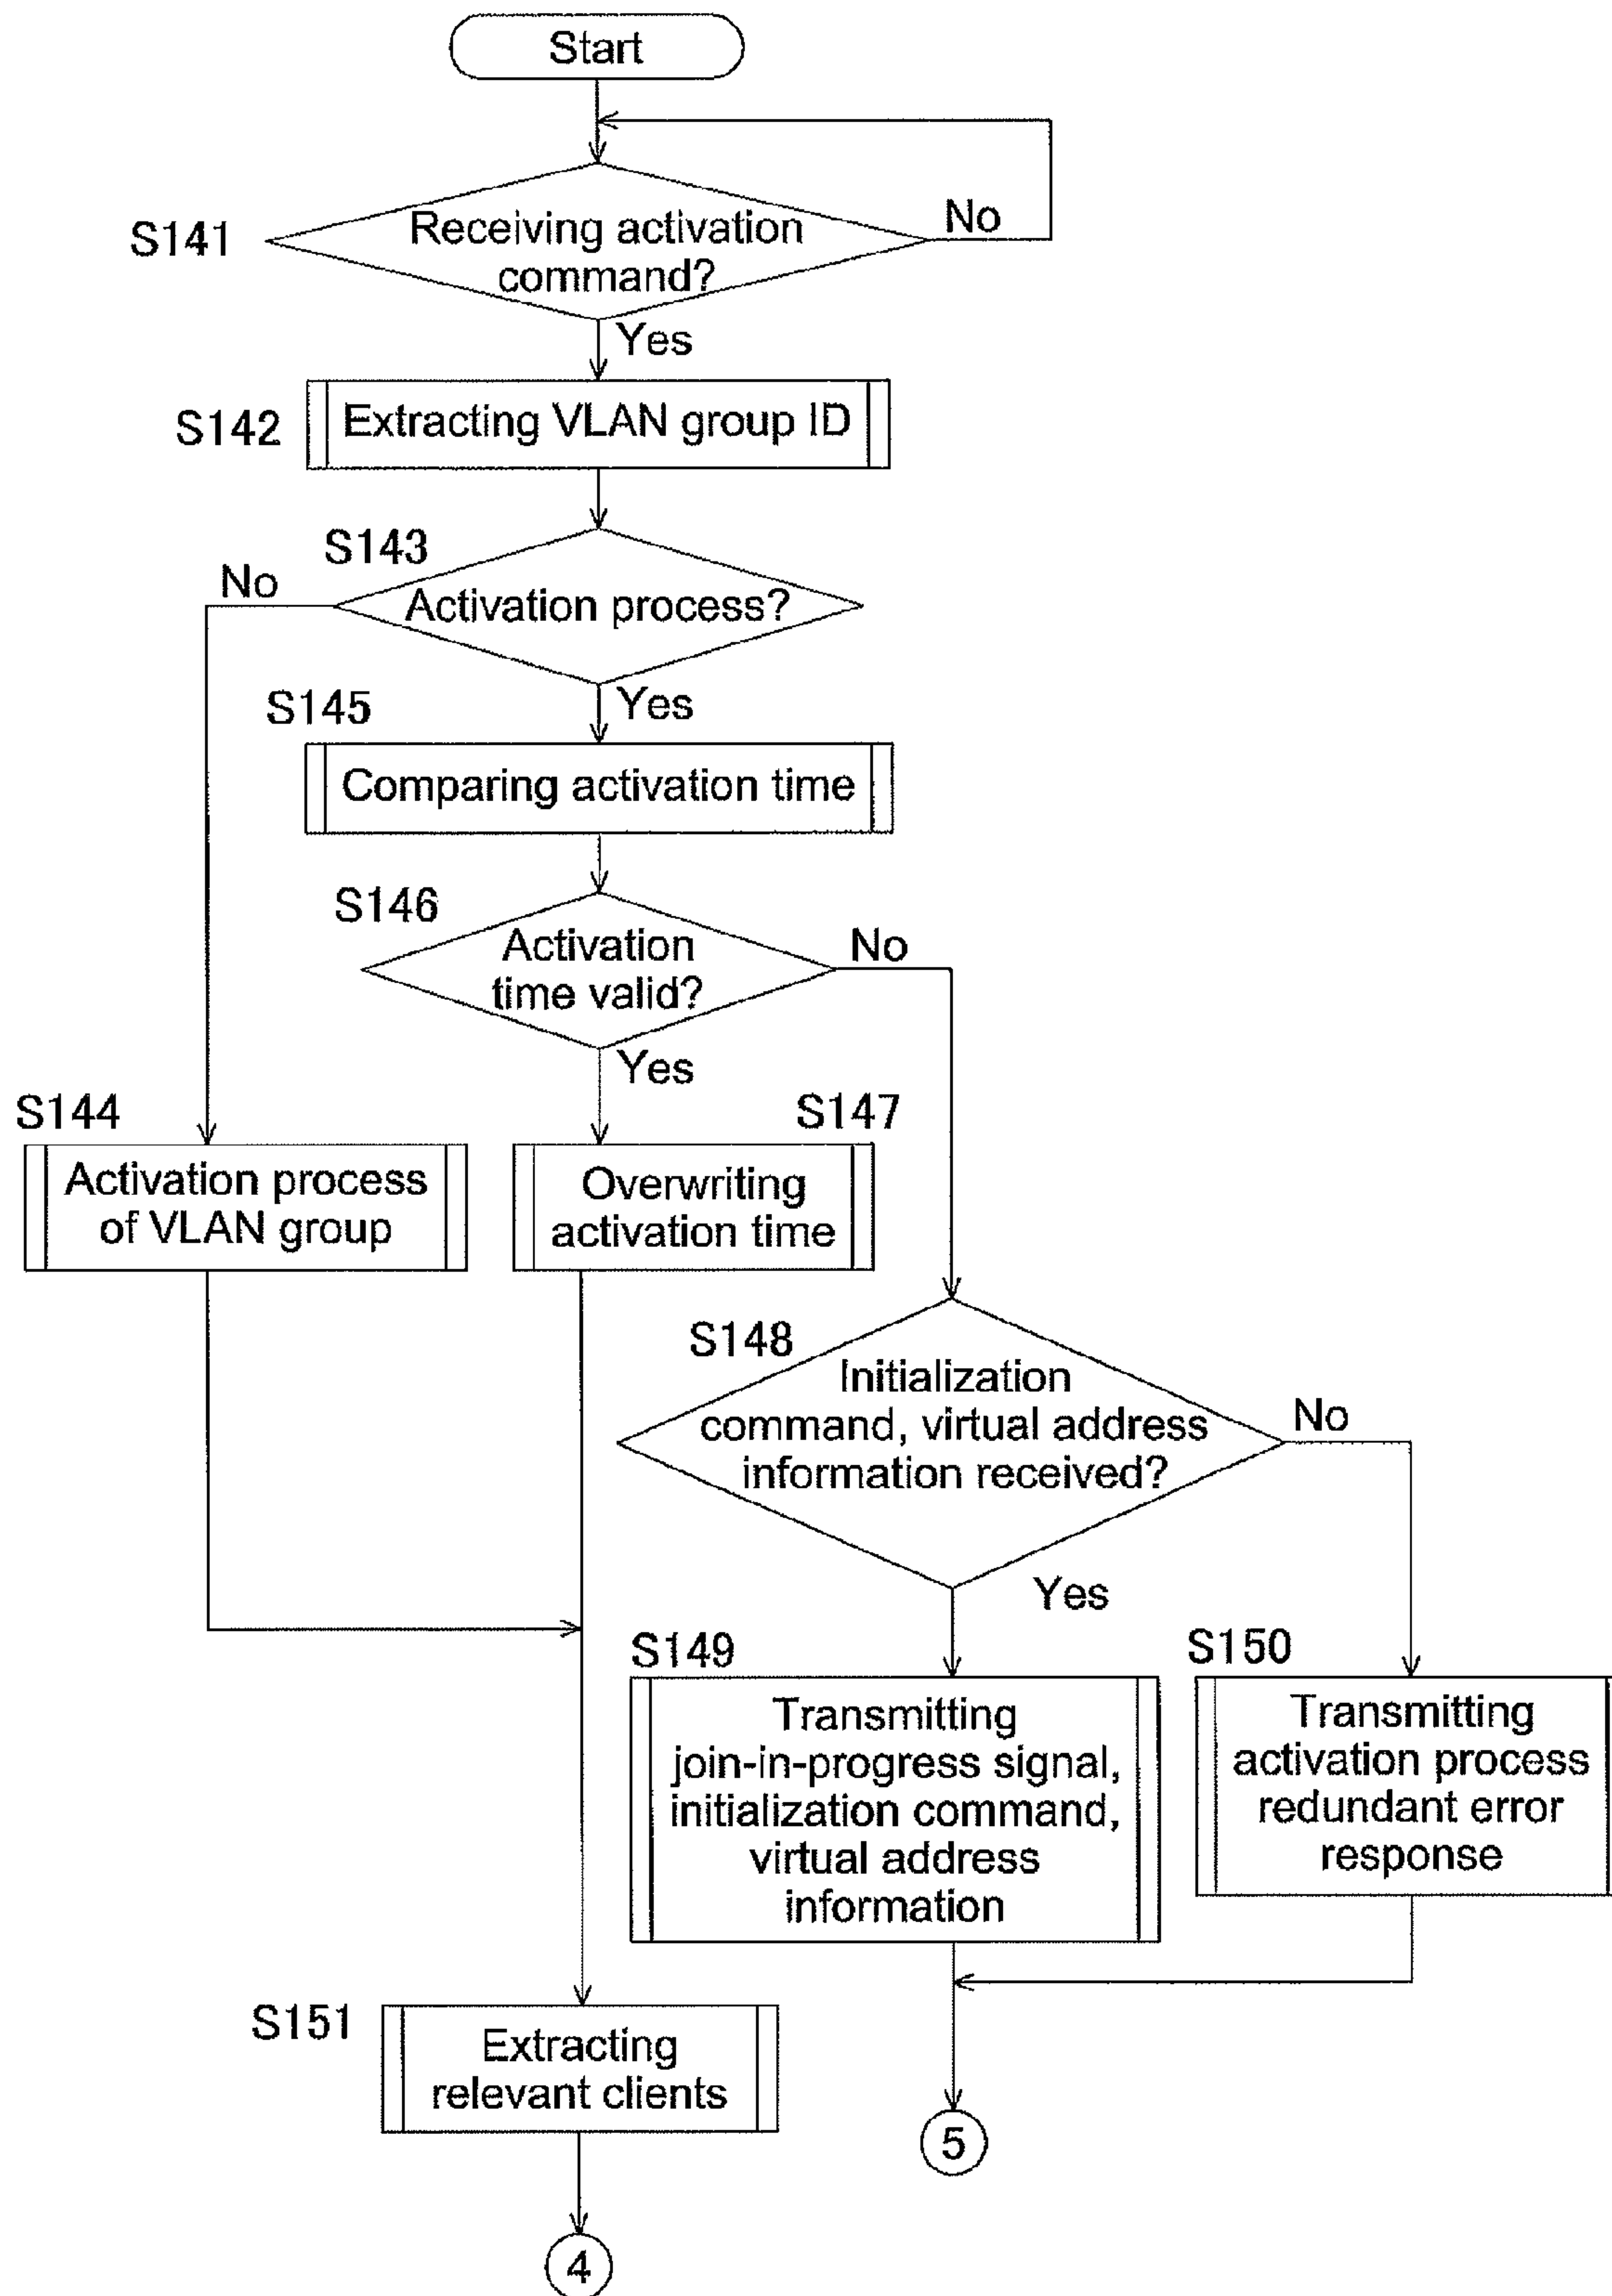 Start
S141
Receiving activation
command?
No
Yes
S142
Extracting VLAN group ID
S143
No
Activation process?
Yes
S145
Comparing activation time
S146
Activation
time valid?
No
Yes
S144
Activation process
of VLAN group
S147
Overwriting
activation time
S148
Initialization
command, virtual address
information received?
No
Yes
S149
Transmitting
join-in-progress signal,
initialization command,
virtual address
information
S150
Transmitting
activation process
redundant error
response
S151
Extracting
relevant clients
5
4